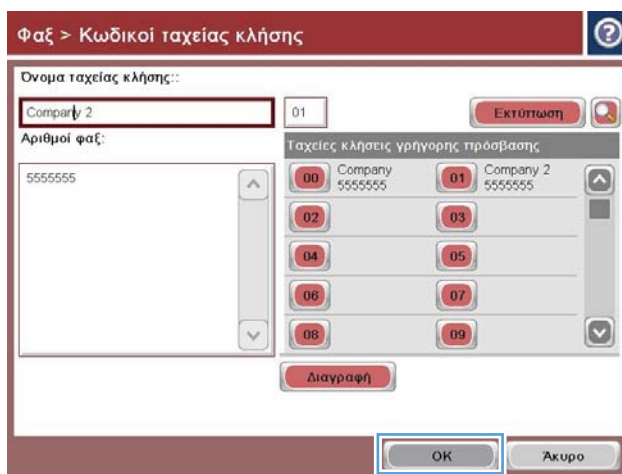 Φαξ > Κωδικοί ταχείας κλήσης
?
Όνομα ταχείας κλήσης::
Company 2
01
Εκτύπωση
Αριθμοί φαξ:
5555555
Ταχείες κλήσεις γρήγορης πρόσβασης
00 Company 5555555 01 Company 2 5555555
02 03
04 05
06 07
08 09
Διαγραφή
OK Άκυρο